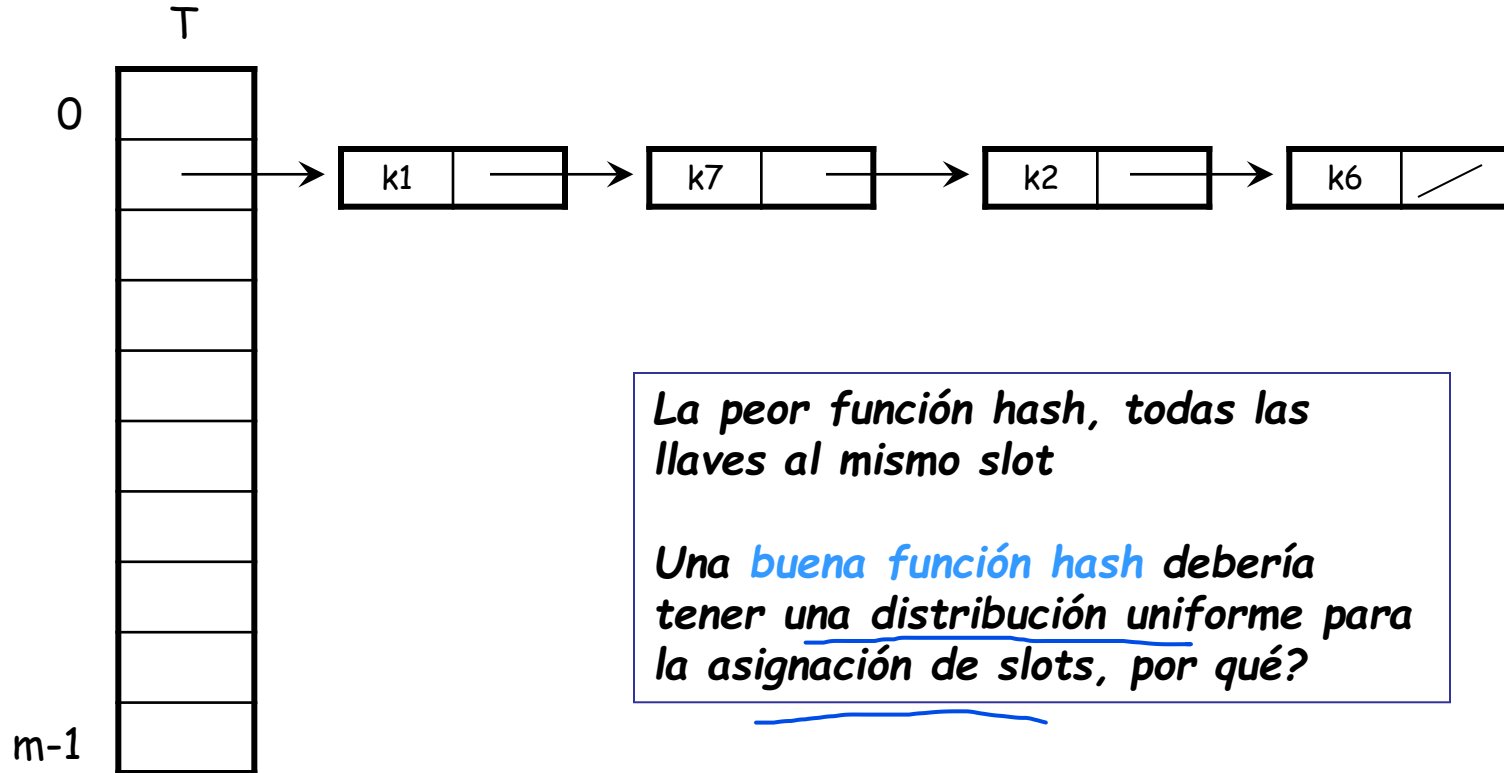 T
0
k1 k7 k2 k6
La peor función hash, todas las
llaves al mismo slot
Una buena función hash debería
tener una distribución uniforme para
la asignación de slots, por qué?
m-1